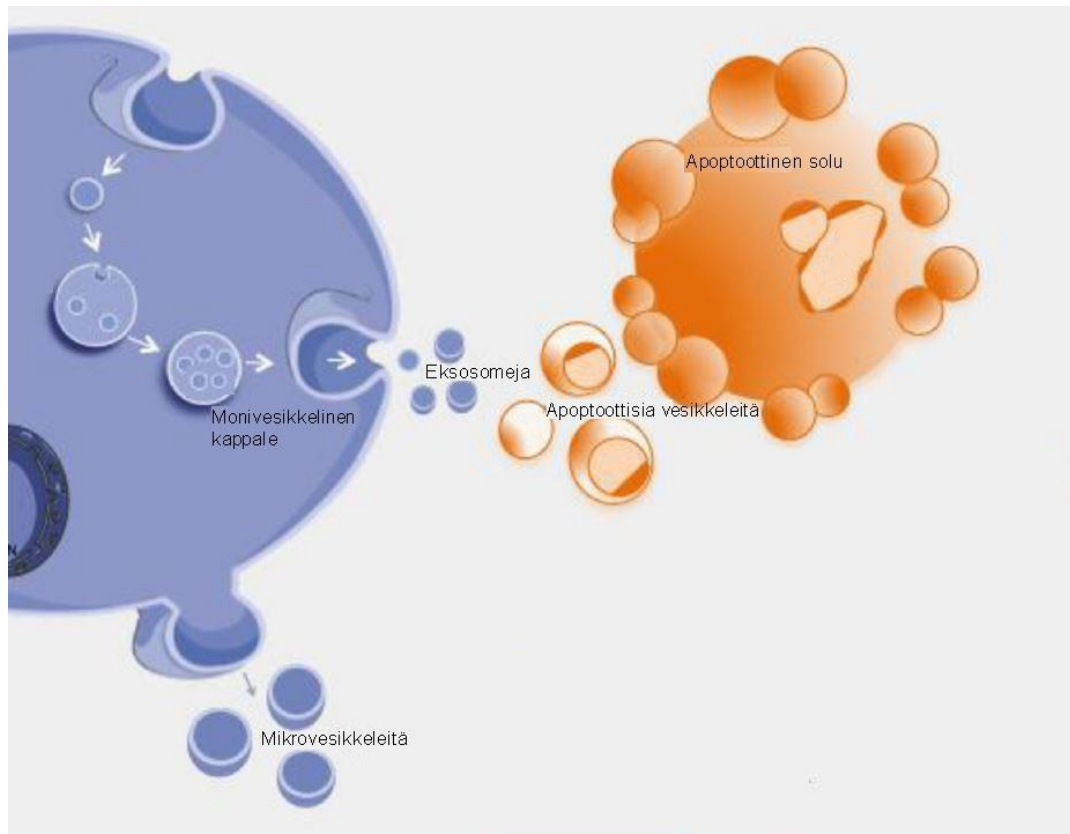 Apoptoottinen solu
Eksosomeja
Monivesikkelinen
kappale
Apoptoottisia vesikkeleitä
N
Mikrovesikkeleitä